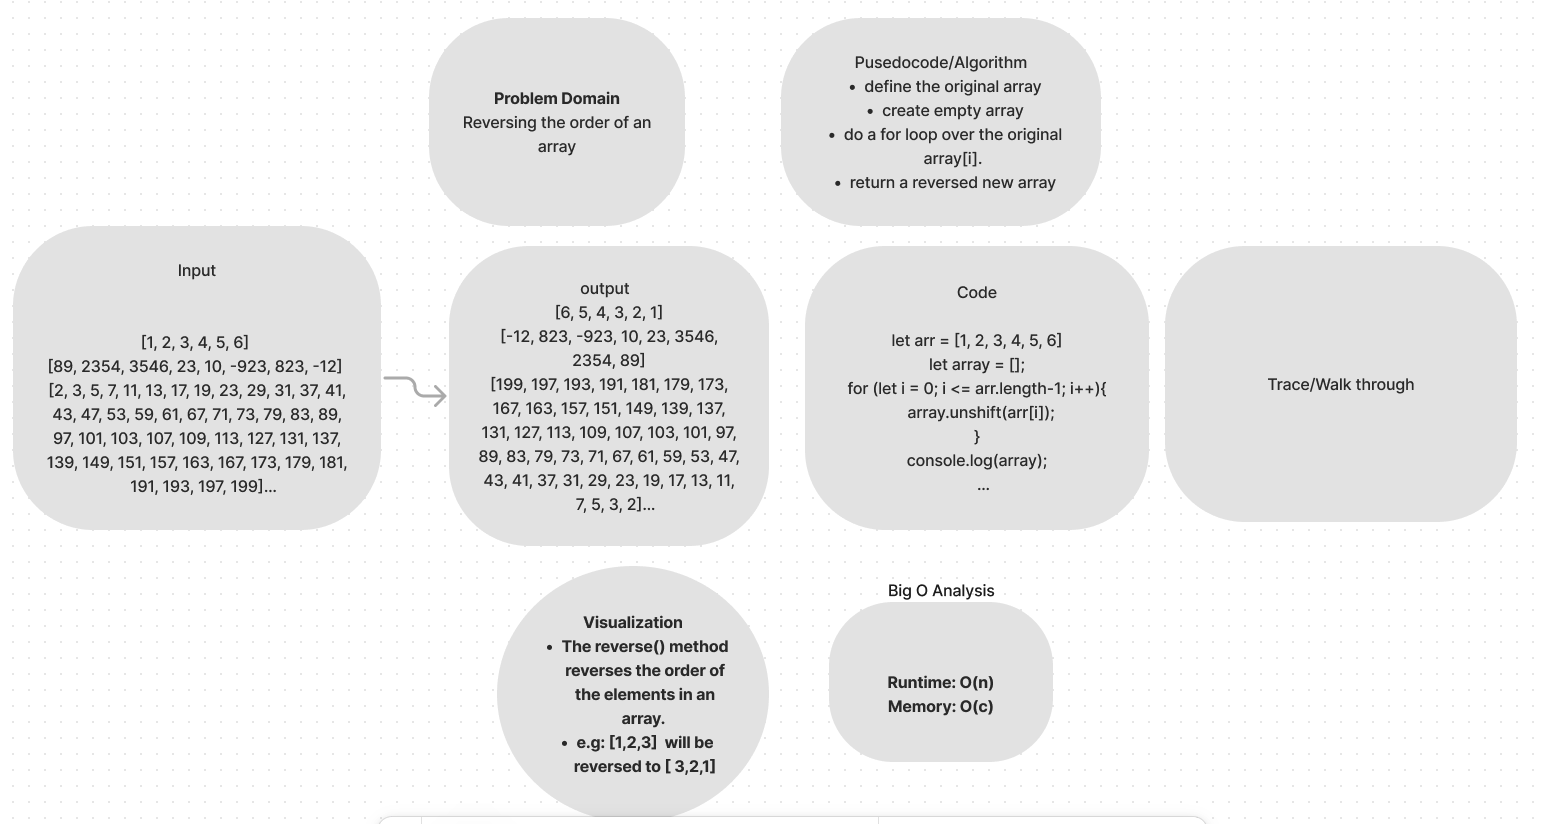 Problem Domain
Reversing the order of an
array
Pusedocode/Algorithm
• define the original array
• create empty array
• do a for loop over the original
array[i].
• return a reversed new array
Input
[1, 2, 3, 4, 5, 6]
[89, 2354, 3546, 23, 10, -923, 823, -12]
[2, 3, 5, 7, 11, 13, 17, 19, 23, 29, 31, 37, 41,
43, 47, 53, 59, 61, 67, 71, 73, 79, 83, 89,
97, 101, 103, 107, 109, 113, 127, 131, 137,
139, 149, 151, 157, 163, 167, 173, 179, 181,
191, 193, 197, 199]...
output
[6, 5, 4, 3, 2, 1]
[-12, 823, -923, 10, 23, 3546,
2354, 89]
[199, 197, 193, 191, 181, 179, 173,
167, 163, 157, 151, 149, 139, 137,
131, 127, 113, 109, 107, 103, 101, 97,
89, 83, 79, 73, 71, 67, 61, 59, 53, 47,
43, 41, 37, 31, 29, 23, 19, 17, 13, 11,
7, 5, 3, 2]...
Code
let arr = [1, 2, 3, 4, 5, 6]
let array = [];
for (let i = 0; i <= arr.length-1; i++){
array.unshift(arr[i]);
}
console.log(array);
...
Trace/Walk through
Visualization
• The reverse() method
reverses the order of
the elements in an
array.
• e.g: [1,2,3] will be
reversed to [ 3,2,1]
Big O Analysis
Runtime: O(n)
Memory: O(c)